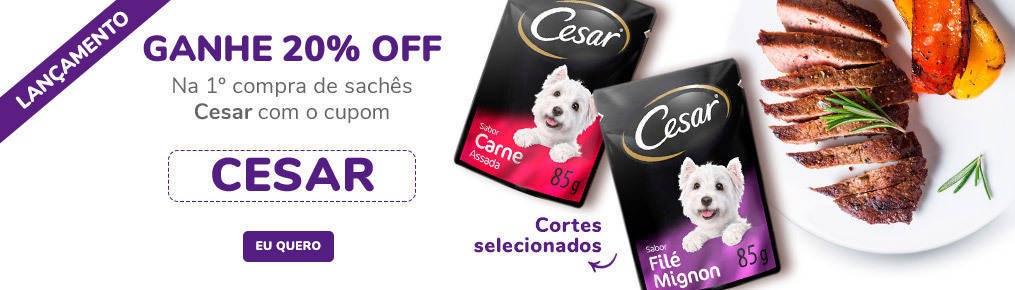 LANÇAMENTO
GANHE 20% OFF
Na 1º compra de sachês
Cesar com o cupom
CESAR
EU QUERO
Cortes
selecionados
Cesar
Sabor
Carne
Assada
85g
Cesar
Sabor
Filé
Mignon
85g